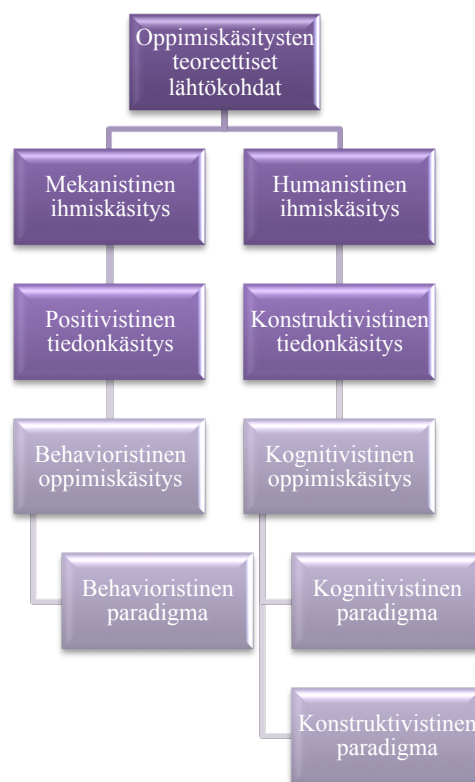 Oppimiskäsitysten
teoreettiset
lähtökohdat
Mekanistinen
ihmiskäsitys
Humanistinen
ihmiskäsitys
Positivistinen
tiedonkäsitys
Konstruktivistinen
tiedonkäsitys
Behavioristinen
oppimiskäsitys
Kognitivistinen
oppimiskäsitys
Behavioristinen
paradigma
Kognitivistinen
paradigma
Konstruktivistinen
paradigma